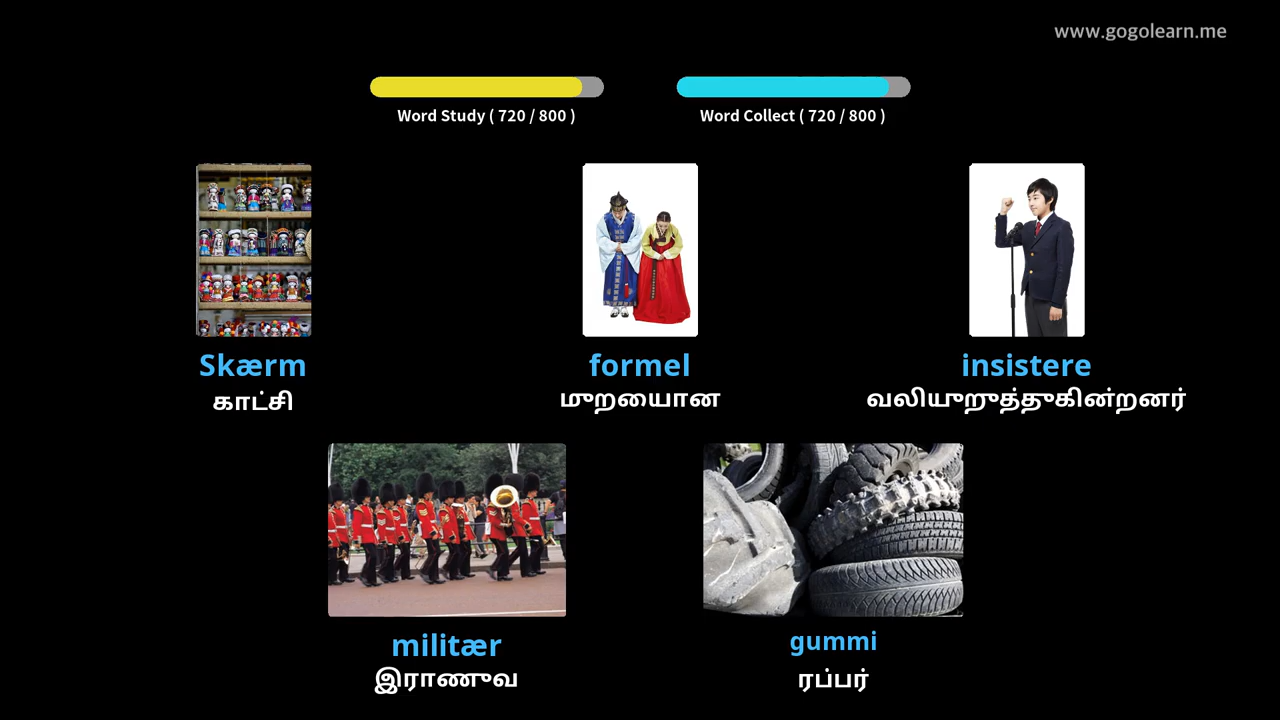 www.gogolearn.me
Word Study ( 720 / 800 )
Word Collect ( 720 / 800 )
Skærm
காட்சி
formel
முறையான
insistere
வலியுறுத்துகின்றனர்
militær
இராணுவ
gummi
ரப்பர்